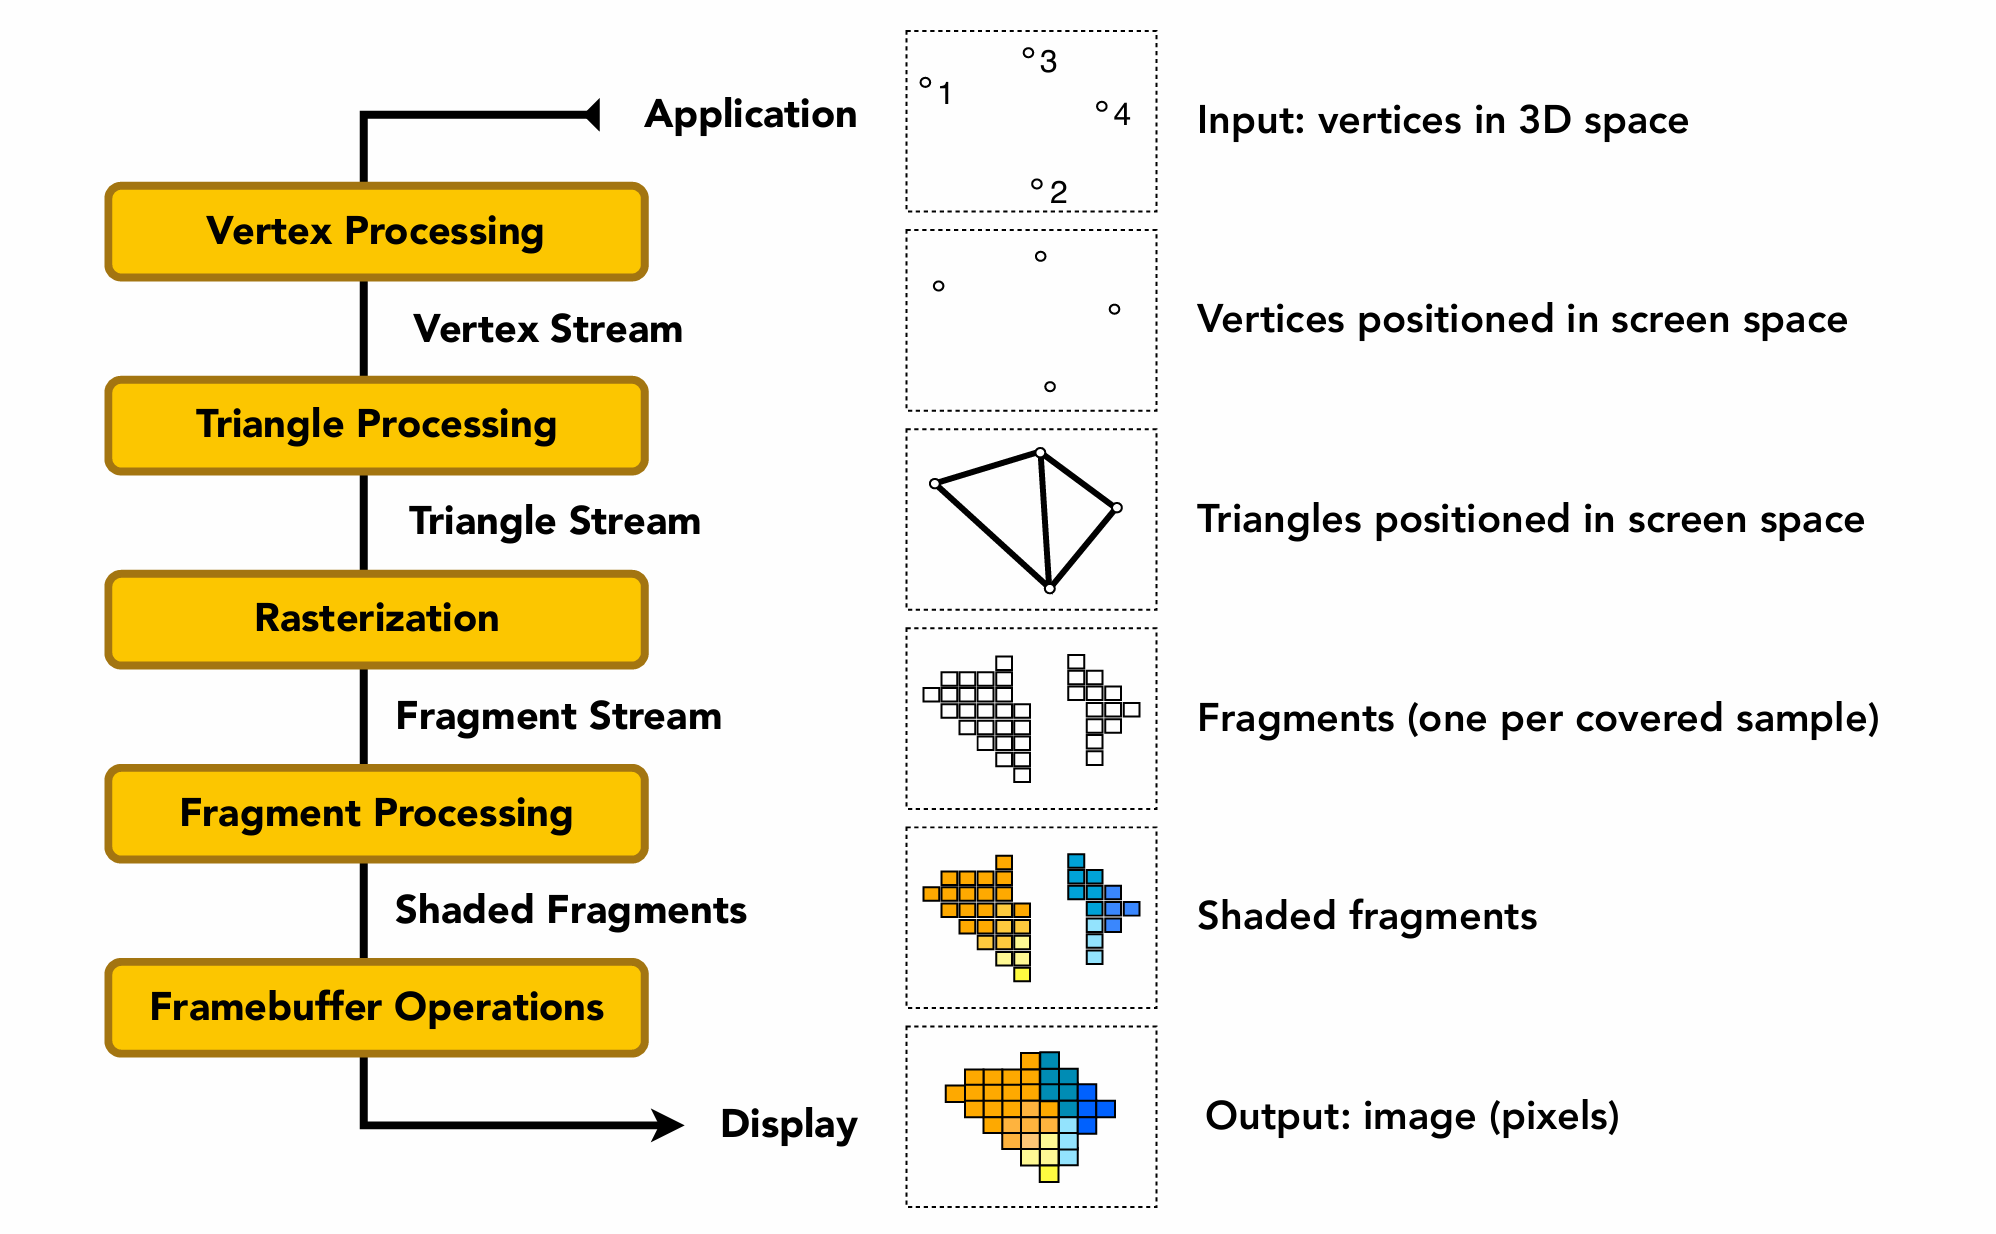 Application
Vertex Processing
Vertex Stream
Triangle Processing
Triangle Stream
Rasterization
Fragment Stream
Fragment Processing
Shaded Fragments
Framebuffer Operations
Display
3
1
4
2
Input: vertices in 3D space
Vertices positioned in screen space
Triangles positioned in screen space
Fragments (one per covered sample)
Shaded fragments
Output: image (pixels)